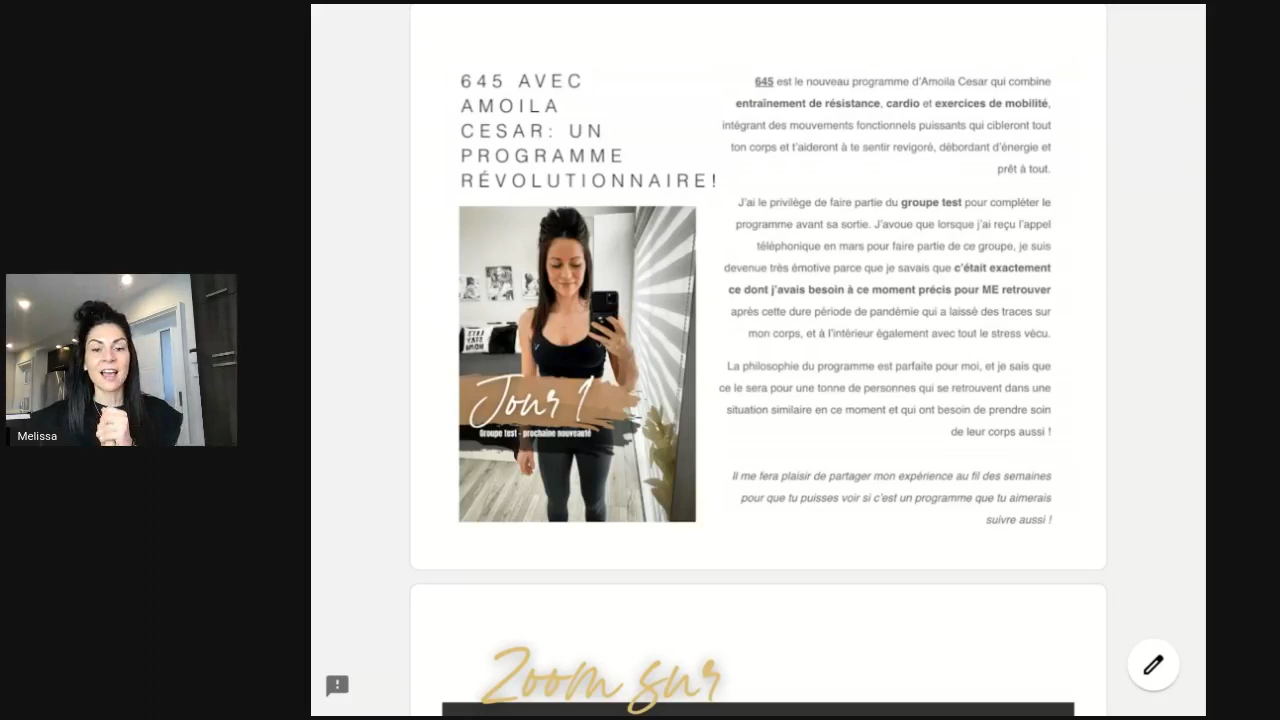 645 AVEC
AMOILA
CESAR: UN
PROGRAMME
RÉVOLUTIONNAIRE!
Jour 1
Groupe test - prochaine nouveauté
645 est le nouveau programme d'Amoila Cesar qui combine
entraînement de résistance, cardio et exercices de mobilité,
intégrant des mouvements fonctionnels puissants qui cibleront tout
ton corps et t'aideront à te sentir revigoré, débordant d'énergie et
prêt à tout.
J'ai le privilège de faire partie du groupe test pour compléter le
programme avant sa sortie. J'avoue que lorsque j'ai reçu l'appel
téléphonique en mars pour faire partie de ce groupe, je suis
devenue très émotive parce que je savais que c'était exactement
ce dont j'avais besoin à ce moment précis pour ME retrouver
après cette dure période de pandémie qui a laissé des traces sur
mon corps, et à l'intérieur également avec tout le stress vécu.
La philosophie du programme est parfaite pour moi, et je sais que
ce le sera pour une tonne de personnes qui se retrouvent dans une
situation similaire en ce moment et qui ont besoin de prendre soin
de leur corps aussi !
Il me fera plaisir de partager mon expérience au fil des semaines
pour que tu puisses voir si c'est un programme que tu aimerais
suivre aussi !
Melissa
Zoom sur